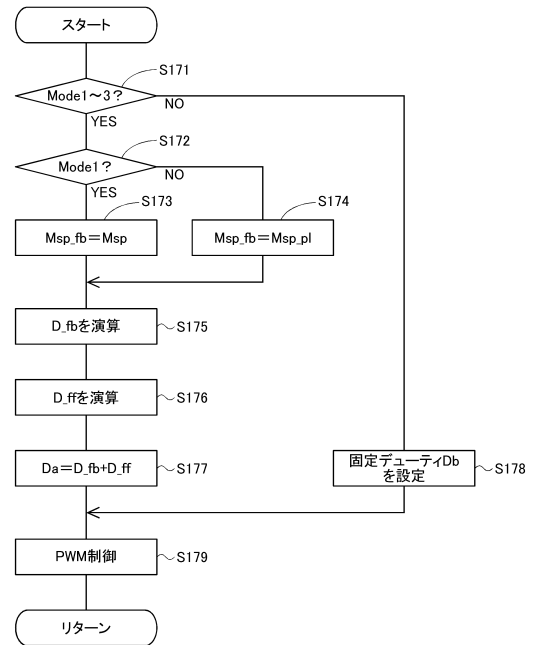 スタート
S171
Mode1～3？
NO
YES
S172
Mode1？
NO
YES
S173
S174
Msp_fb＝Msp
Msp_fb＝Msp_pl
D_fbを演算
S175
D_ffを演算
S176
Da＝D_fb+D_ff
S177
固定デューティDb
を設定
S178
PWM制御
S179
リターン